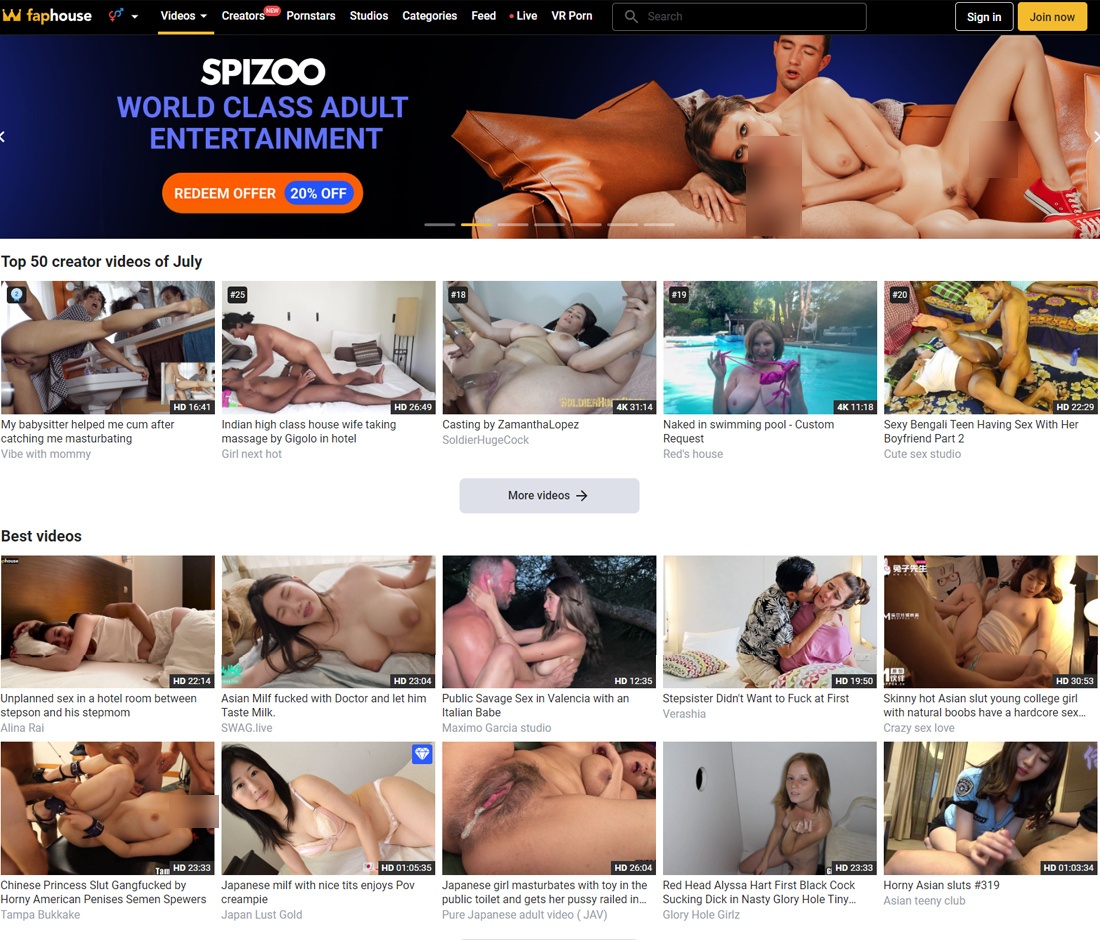 faphouse
Videos
Creators
NEW
Pornstars
Studios
Categories
Feed
Live
VR Porn
Search
Sign in
Join now
SPIZOO
WORLD CLASS ADULT
ENTERTAINMENT
REDEEM OFFER 20% OFF
Top 50 creator videos of July
2
HD 16:41
#25
HD 26:49
#18
4K 31:14
#19
4K 11:18
#20
HD 22:29
My babysitter helped me cum after
catching me masturbating
Vibe with mommy
Indian high class house wife taking
massage by Gigolo in hotel
Girl next hot
Casting by ZamanthaLopez
SoldierHugeCock
Naked in swimming pool - Custom
Request
Red's house
Sexy Bengali Teen Having Sex With Her
Boyfriend Part 2
Cute sex studio
More videos →
Best videos
HD 22:14
HD 23:04
HD 12:35
HD 19:50
兔子先生
HD 30:53
Unplanned sex in a hotel room between
stepson and his stepmom
Alina Rai
Asian Milf fucked with Doctor and let him
Taste Milk.
SWAG.live
Public Savage Sex in Valencia with an
Italian Babe
Maximo Garcia studio
Stepsister Didn't Want to Fuck at First
Verashia
Skinny hot Asian slut young college girl
with natural boobs have a hardcore sex...
Crazy sex love
HD 23:33
HD 01:05:35
HD 26:04
HD 23:33
HD 01:03:34
Chinese Princess Slut Gangfucked by
Horny American Penises Semen Spewers
Tampa Bukkake
Japanese milf with nice tits enjoys Pov
creampie
Japan Lust Gold
Japanese girl masturbates with toy in the
public toilet and gets her pussy railed in...
Pure Japanese adult video ( JAV)
Red Head Alyssa Hart First Black Cock
Sucking Dick in Nasty Glory Hole Tiny...
Glory Hole Girlz
Horny Asian sluts #319
Asian teeny club